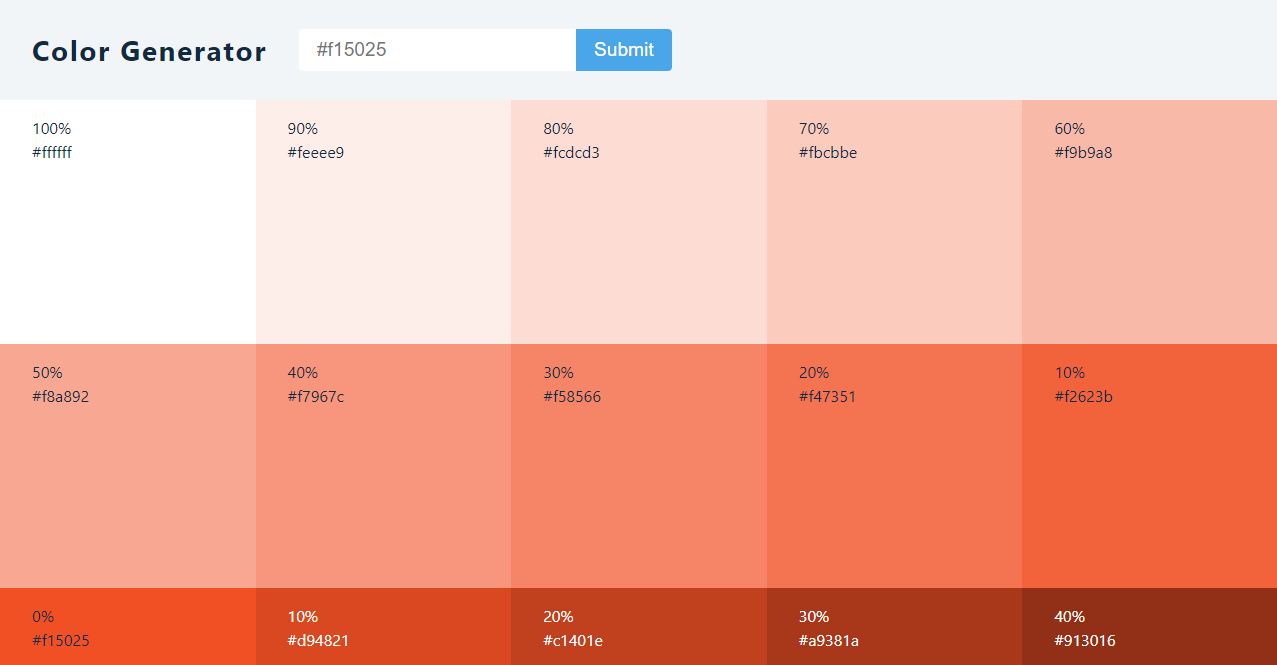 Color Generator
#f15025
Submit
100%
#ffffff
90%
#feeee9
80%
#fcdcd3
70%
#fbcbbe
60%
#f9b9a8
50%
#f8a892
40%
#f7967c
30%
#f58566
20%
#f47351
10%
#f2623b
0%
#f15025
10%
#d94821
20%
#c1401e
30%
#a9381a
40%
#913016